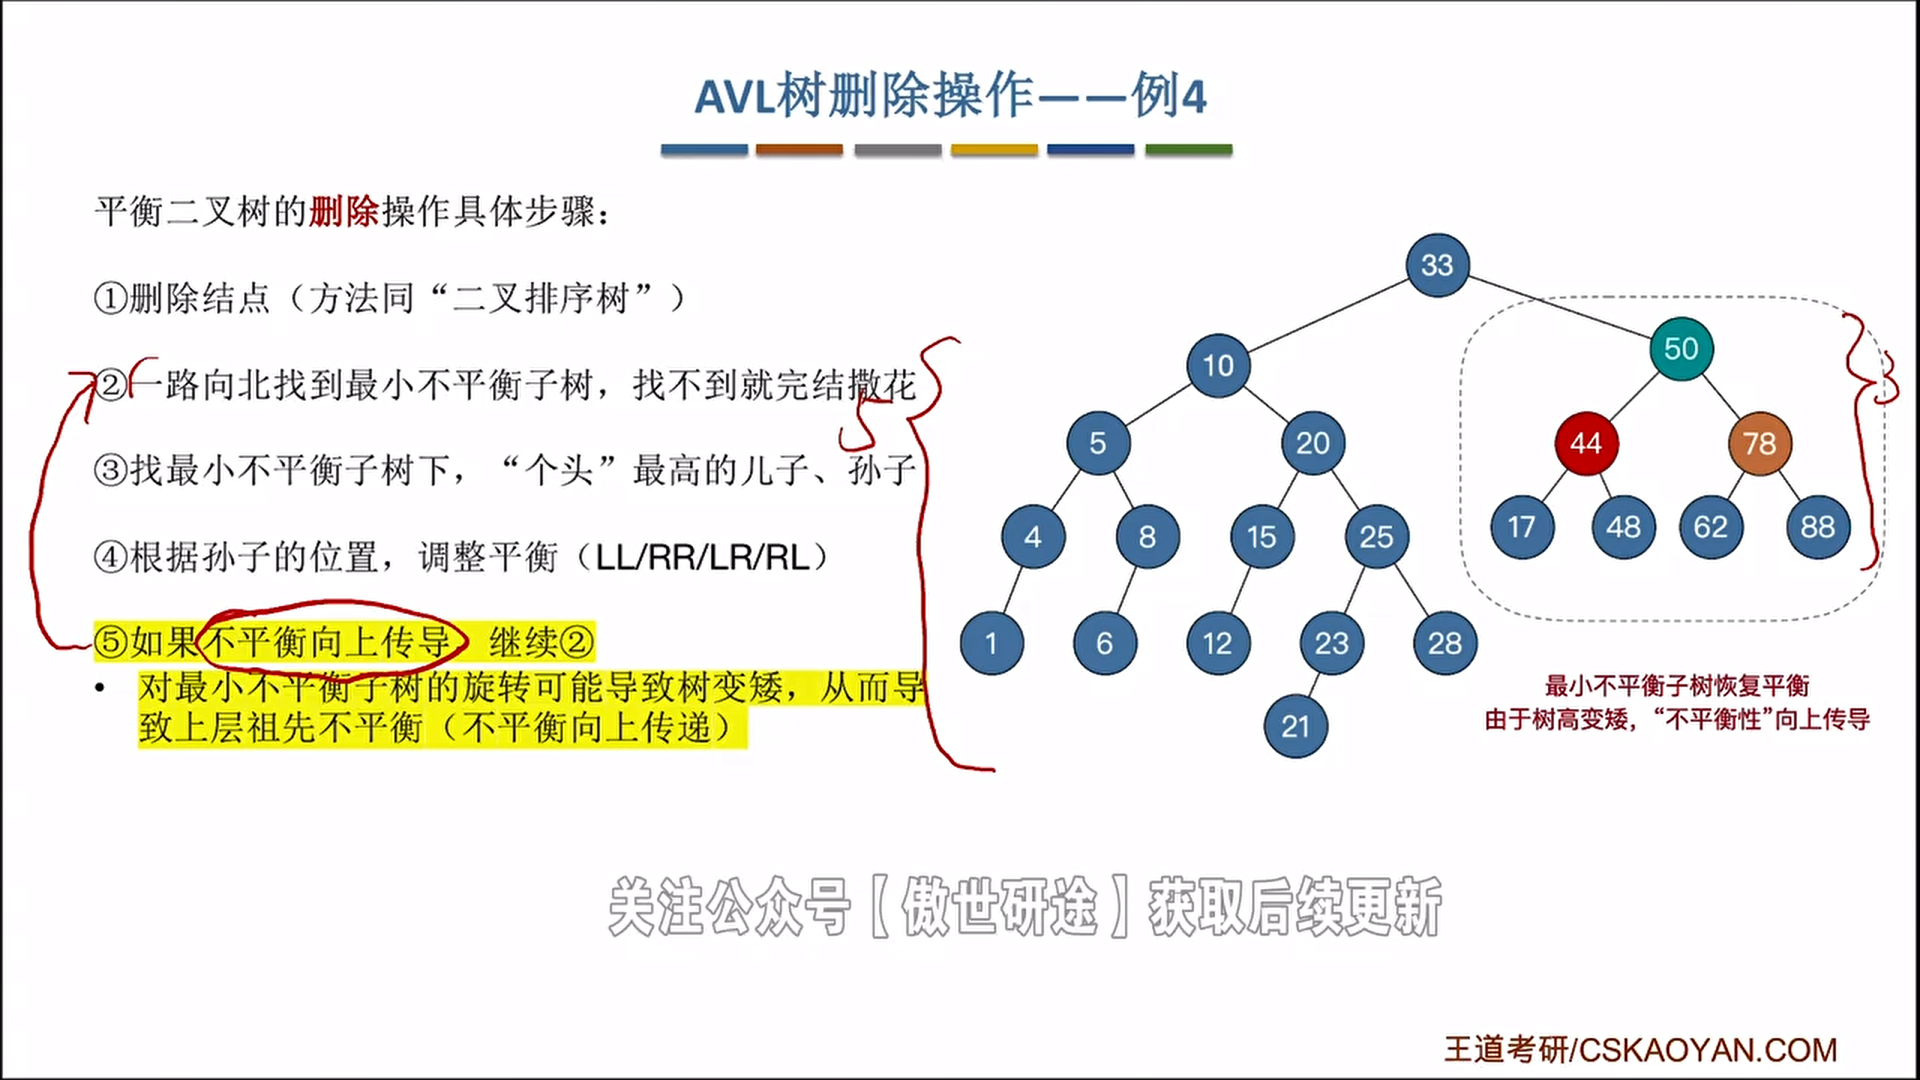 AVL树删除操作——例4
平衡二叉树的删除操作具体步骤：
①删除结点（方法同“二叉排序树”）
②一路向北找到最小不平衡子树，找不到就完结撒花
③找最小不平衡子树下，“个头”最高的儿子、孙子
④根据孙子的位置，调整平衡（LL/RR/LR/RL）
⑤如果不平衡向上传导，继续②
• 对最小不平衡子树的旋转可能导致树变矮，从而导
致上层祖先不平衡（不平衡向上传递）
5
33
10
50
5
20
44
78
4
8
15
25
17
48
62
88
1
6
12
23
28
21
3
最小不平衡子树恢复平衡
由于树高变矮，“不平衡性”向上传导
关注公众号【傲世研途】获取后续更新
王道考研/CSKAOYAN.COM